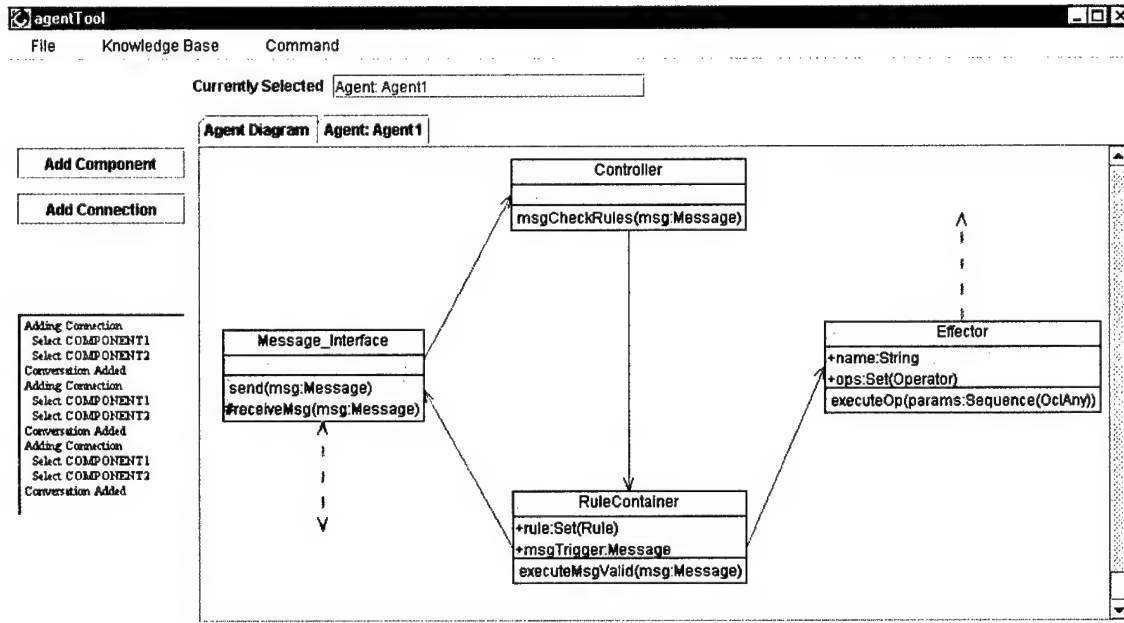 agentTool
File Knowledge Base Command
Currently Selected Agent: Agent1
Agent Diagram Agent: Agent1
Add Component
Add Connection
Adding Connection
Select COMPONENT1
Select COMPONENT2
Conversation Added
Adding Connection
Select COMPONENT1
Select COMPONENT2
Conversation Added
Adding Connection
Select COMPONENT1
Select COMPONENT2
Conversation Added
Controller
msgCheckRules(msg:Message)
Message_Interface
send(msg:Message)
#receiveMsg(msg:Message)
Effector
+name:String
+ops:Set(Operator)
executeOp(params:Sequence(OclAny))
RuleContainer
+rule:Set(Rule)
+msgTrigger:Message
executeMsgValid(msg:Message)